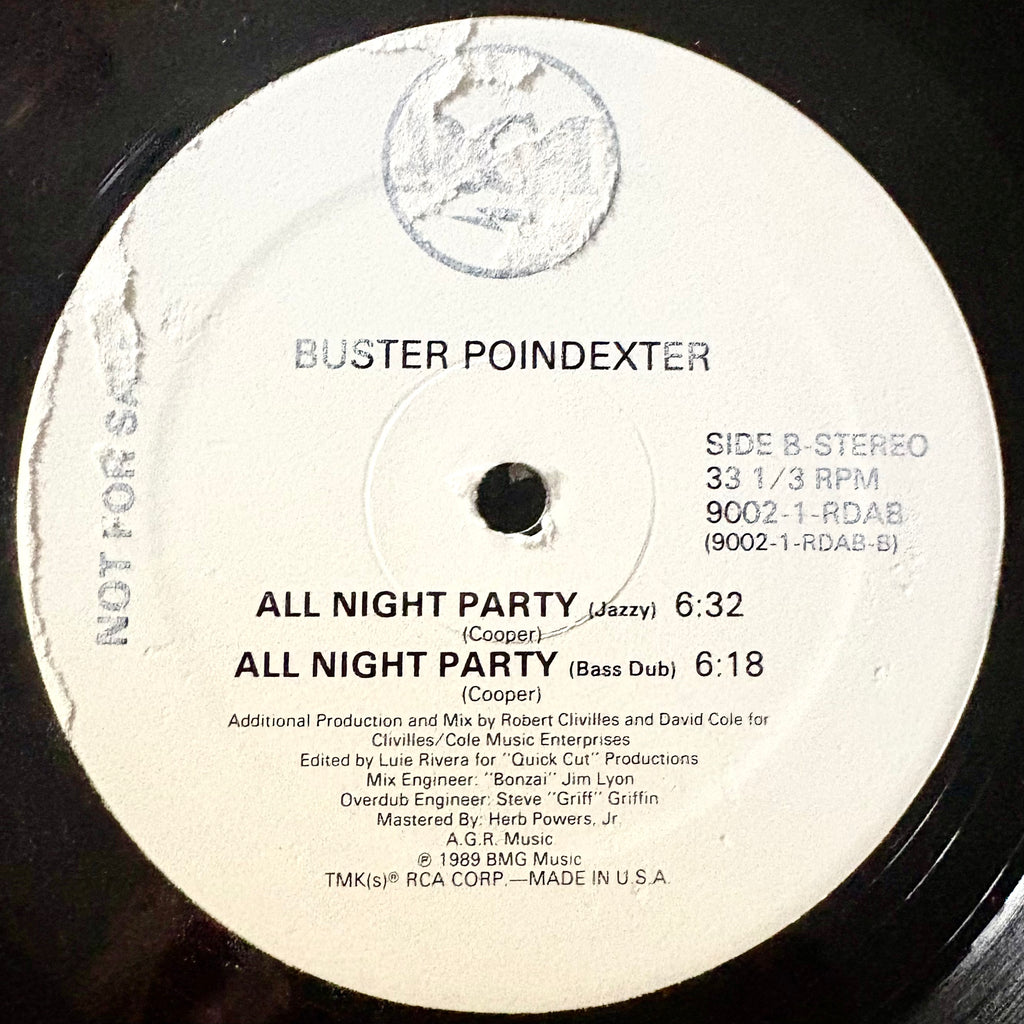 BUSTER POINDEXTER
NOT FOR SALE
SIDE B-STEREO
33 1/3 RPM
9002-1-RDAB
(9002-1-RDAB-B)
ALL NIGHT PARTY (Jazzy) 6:32
(Cooper)
ALL NIGHT PARTY (Bass Dub) 6:18
(Cooper)
Additional Production and Mix by Robert Clivilles and David Cole for
Clivilles/Cole Music Enterprises
Edited by Luie Rivera for "Quick Cut" Productions
Mix Engineer: "Bonzai" Jim Lyon
Overdub Engineer: Steve "Griff" Griffin
Mastered By: Herb Powers, Jr.
A.G.R. Music
℗ 1989 BMG Music
TMK(s)® RCA CORP.—MADE IN U.S.A.